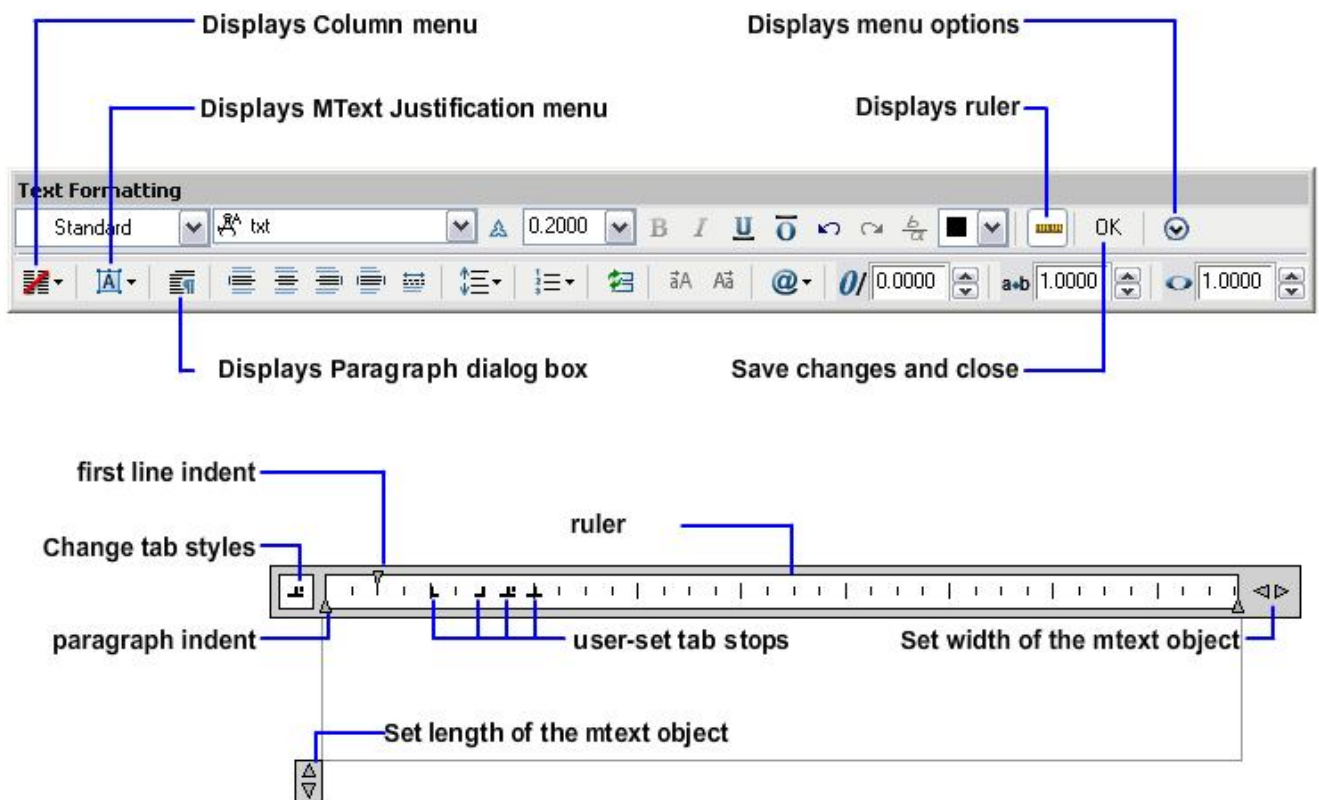 Displays Column menu
Displays menu options
Displays MText Justification menu
Displays ruler
Text Formatting
Standard txt 0.2000 B I U O b/a OK
A 0.0000 a•b 1.0000 1.0000
Displays Paragraph dialog box
Save changes and close
first line indent
ruler
Change tab styles
paragraph indent
user-set tab stops
Set width of the mtext object
Set length of the mtext object